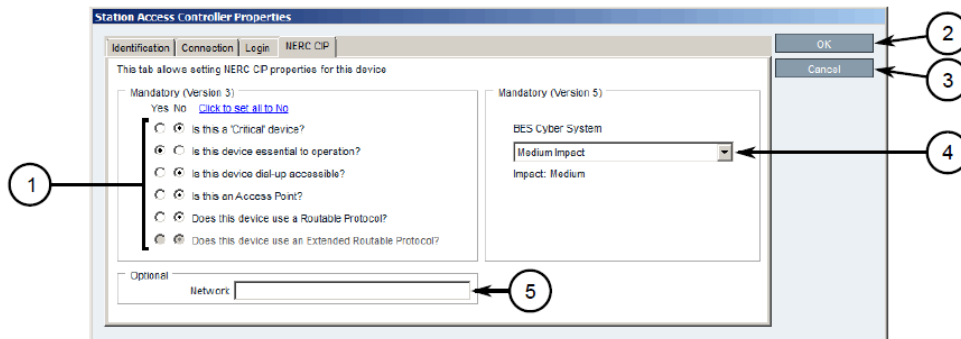 Station Access Controller Properties
Identification Connection Login NERC CIP
This tab allows setting NERC CIP properties for this device
Mandatory (Version 3)
Yes No Click to set all to No
Is this a 'Critical' device?
Is this device essential to operation?
Is this device dial-up accessible?
Is this an Access Point?
Does this device use a Routable Protocol?
Does this device use an Extended Routable Protocol?
Mandatory (Version 5)
BES Cyber System
Medium Impact
Impact: Medium
Optional
Network
OK
Cancel
1
2
3
4
5